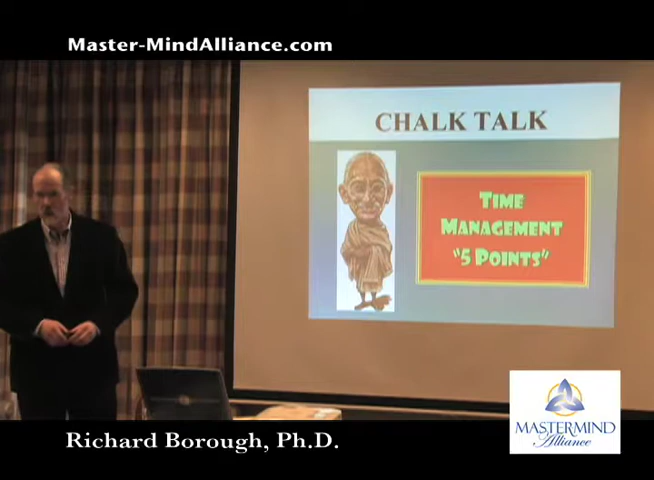 Master-MindAlliance.com
CHALK TALK
TIME
MANAGEMENT
"5 POINTS"
Richard Borough, Ph.D.
MASTERMIND
Alliance